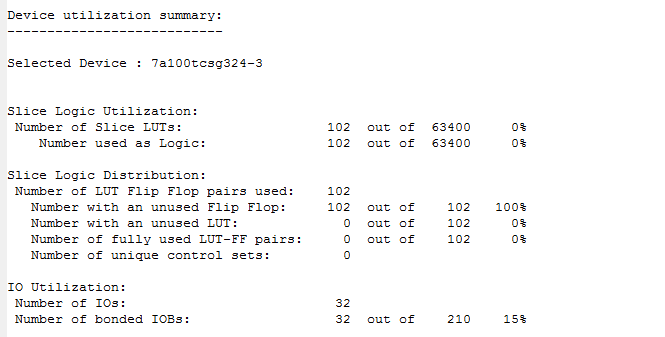 Device utilization summary:
---------------------------
Selected Device : 7a100tcsg324-3
Slice Logic Utilization:
Number of Slice LUTs: 102 out of 63400 0%
Number used as Logic: 102 out of 63400 0%
Slice Logic Distribution:
Number of LUT Flip Flop pairs used: 102
Number with an unused Flip Flop: 102 out of 102 100%
Number with an unused LUT: 0 out of 102 0%
Number of fully used LUT-FF pairs: 0 out of 102 0%
Number of unique control sets: 0
IO Utilization:
Number of IOs: 32
Number of bonded IOBs: 32 out of 210 15%